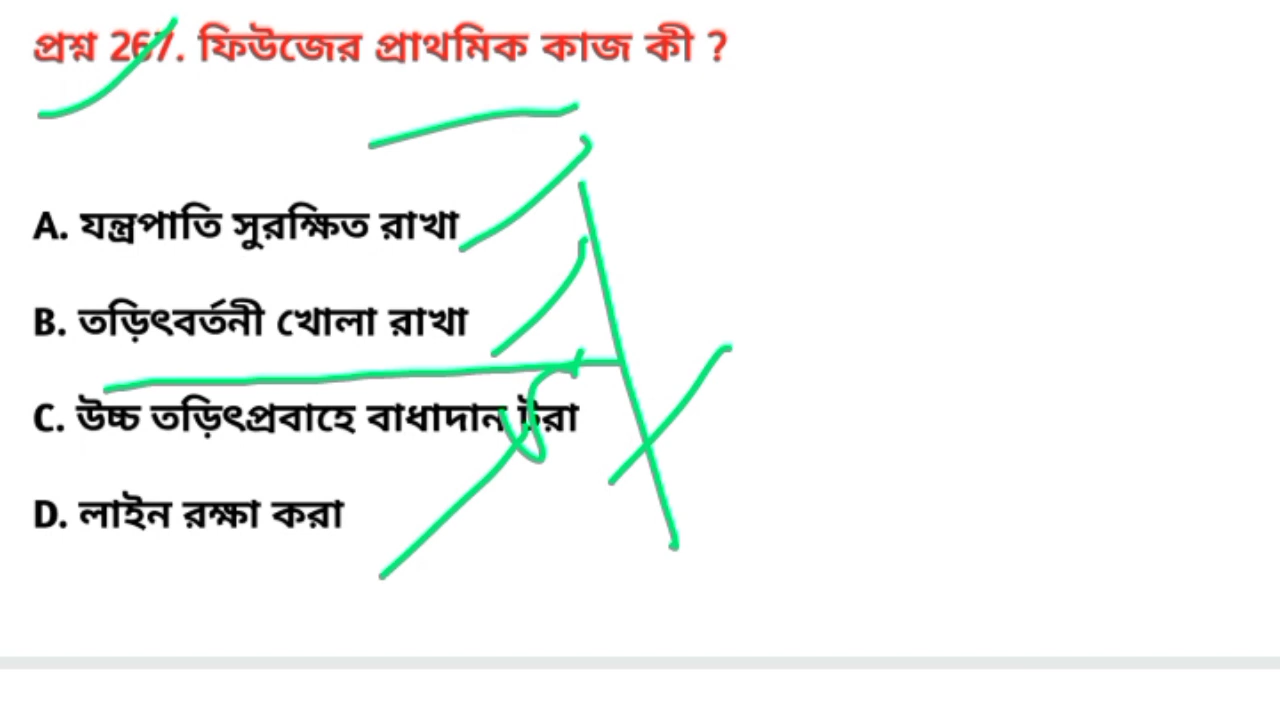 প্রশ্ন 267. ফিউজের প্রাথমিক কাজ কী ?
A. যন্ত্রপাতি সুরক্ষিত রাখা
B. তড়িৎবর্তনী খোলা রাখা
C. উচ্চ তড়িৎপ্রবাহে বাধাদান
D. লাইন রক্ষা করা